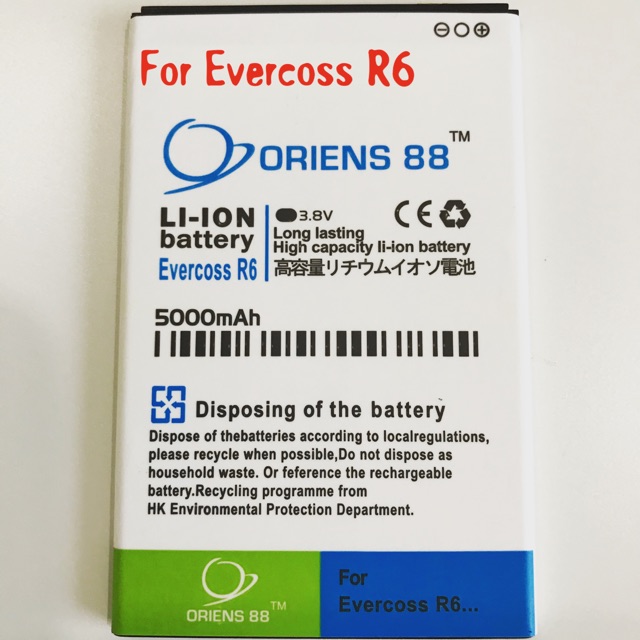 For Evercoss R6
ORIENS 88™
LI-ION
battery
Evercoss R6
3.8V
Long lasting
High capacity li-ion battery
高容量リチウムイオソ電池
5000mAh
Disposing of the battery
Dispose of thebatteries according to localregulations,
please recycle when possible,Do not dispose as
household waste. Or reference the rechargeable
battery.Recycling programme from
HK Environmental Protection Department.
ORIENS 88™
For
Evercoss R6...